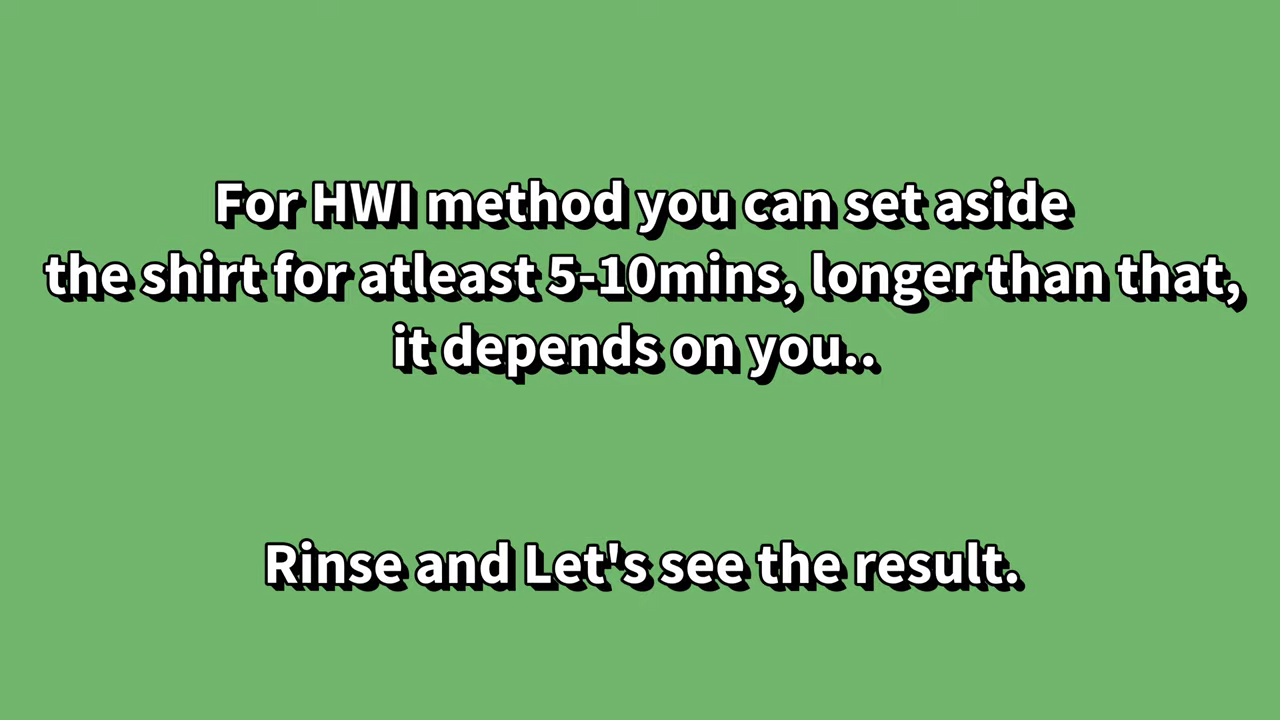 For HWI method you can set aside
the shirt for atleast 5-10mins, longer than that,
it depends on you..
Rinse and Let's see the result.